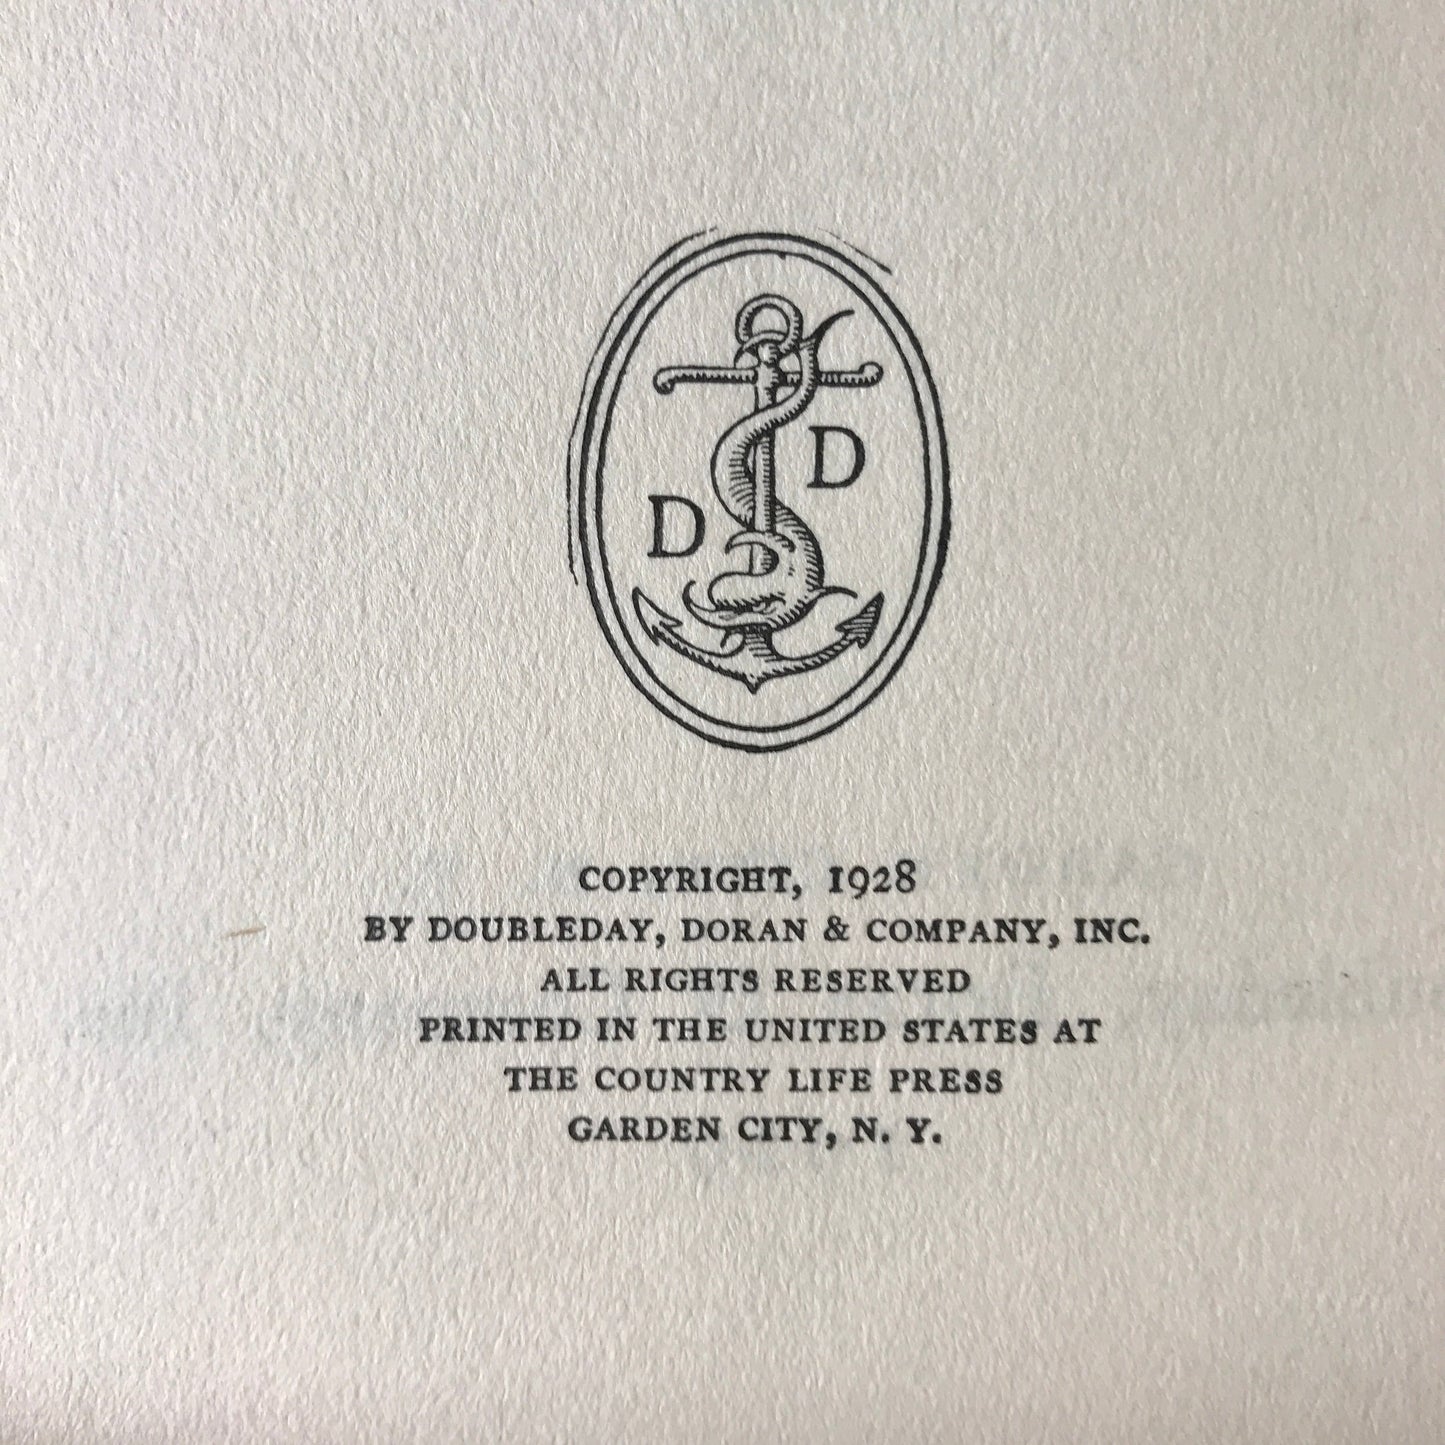 D
D
COPYRIGHT, 1928
BY DOUBLEDAY, DORAN & COMPANY, INC.
ALL RIGHTS RESERVED
PRINTED IN THE UNITED STATES AT
THE COUNTRY LIFE PRESS
GARDEN CITY, N. Y.